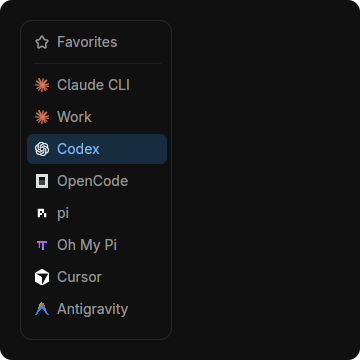 Favorites
Claude CLI
Work
Codex
OpenCode
pi
Oh My Pi
Cursor
Antigravity